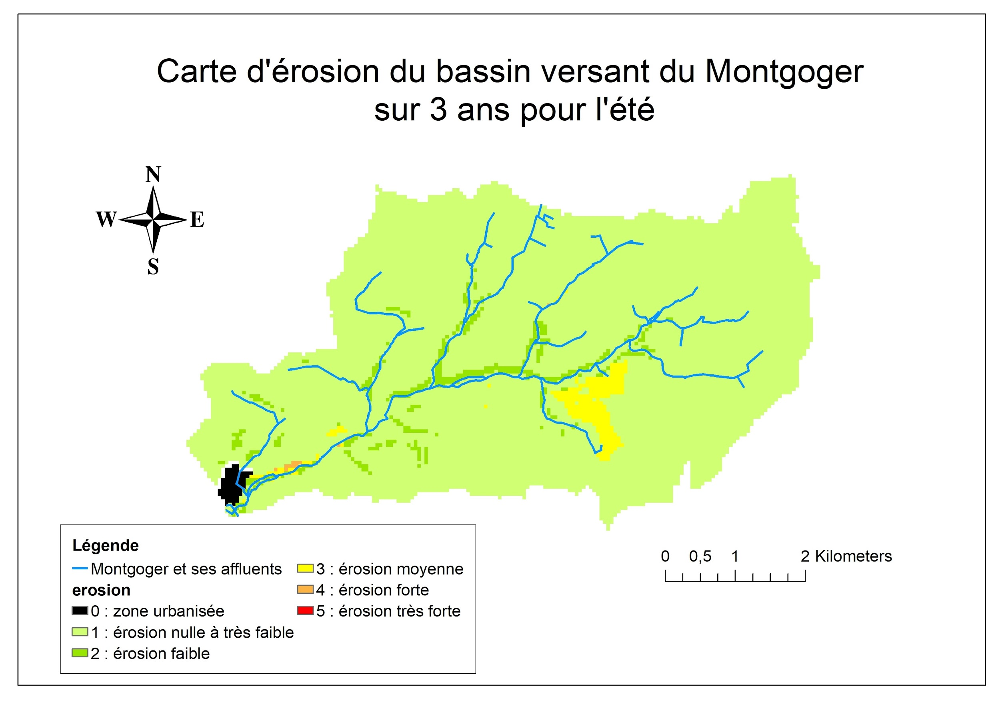 Carte d'érosion du bassin versant du Montgoger
sur 3 ans pour l'été
N
W E
S
Légende
Montgoger et ses affluents
erosion
0 : zone urbanisée
1 : érosion nulle à très faible
2 : érosion faible
3 : érosion moyenne
4 : érosion forte
5 : érosion très forte
0 0,5 1 2 Kilometers